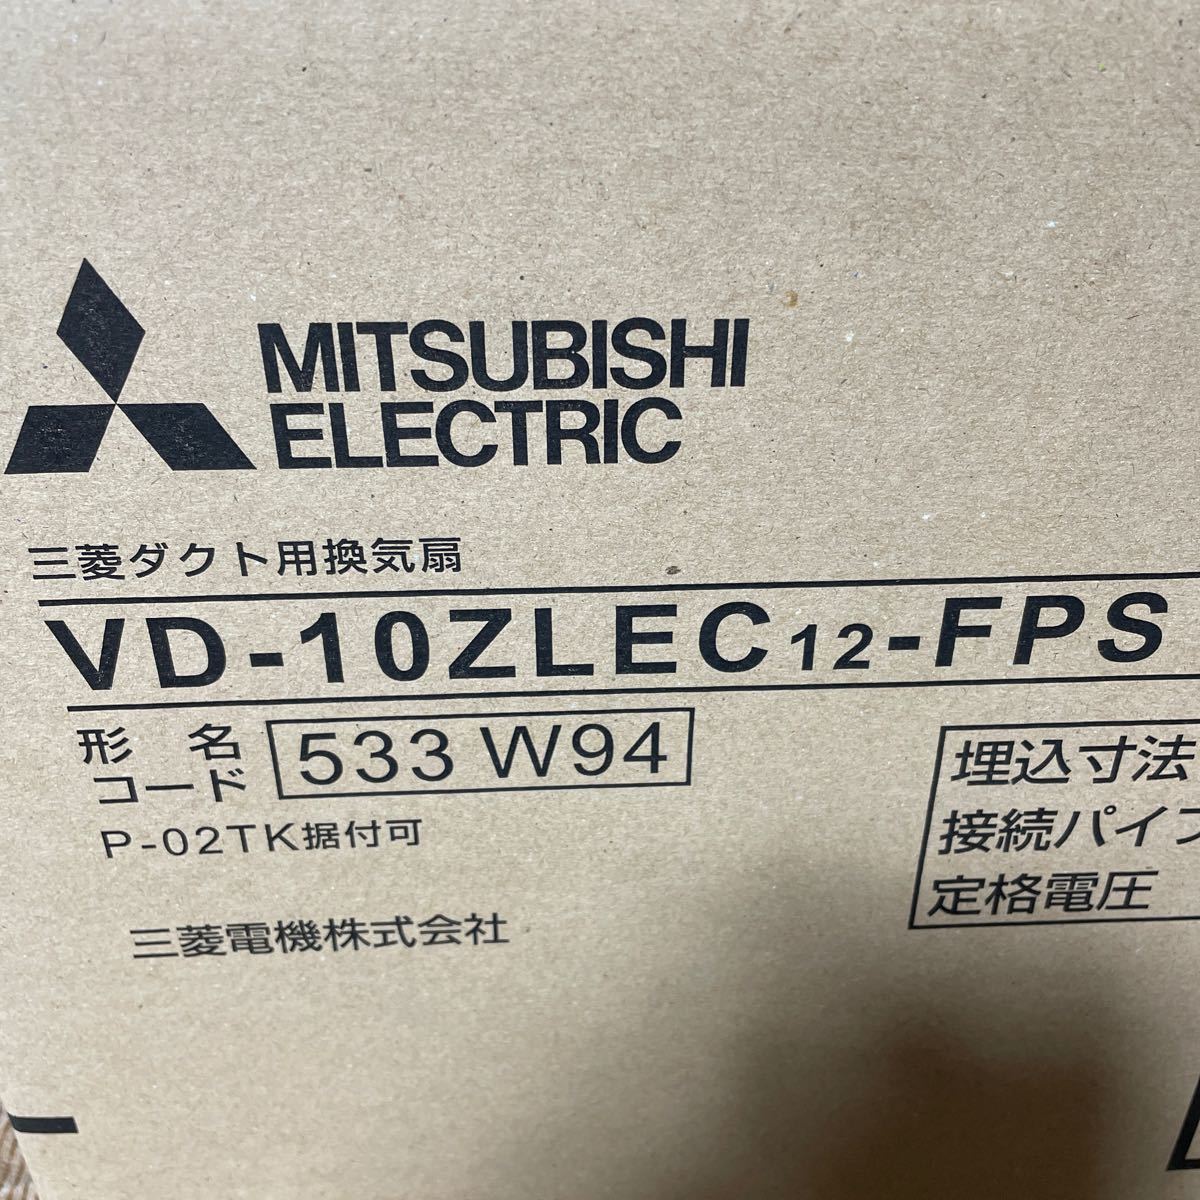 MITSUBISHI
ELECTRIC
三菱ダクト用換気扇
VD-10ZLEC12-FPS
形 名
コード
533 W94
P-02TK据付可
三菱電機株式会社
埋込寸法
接続パイプ
定格電圧